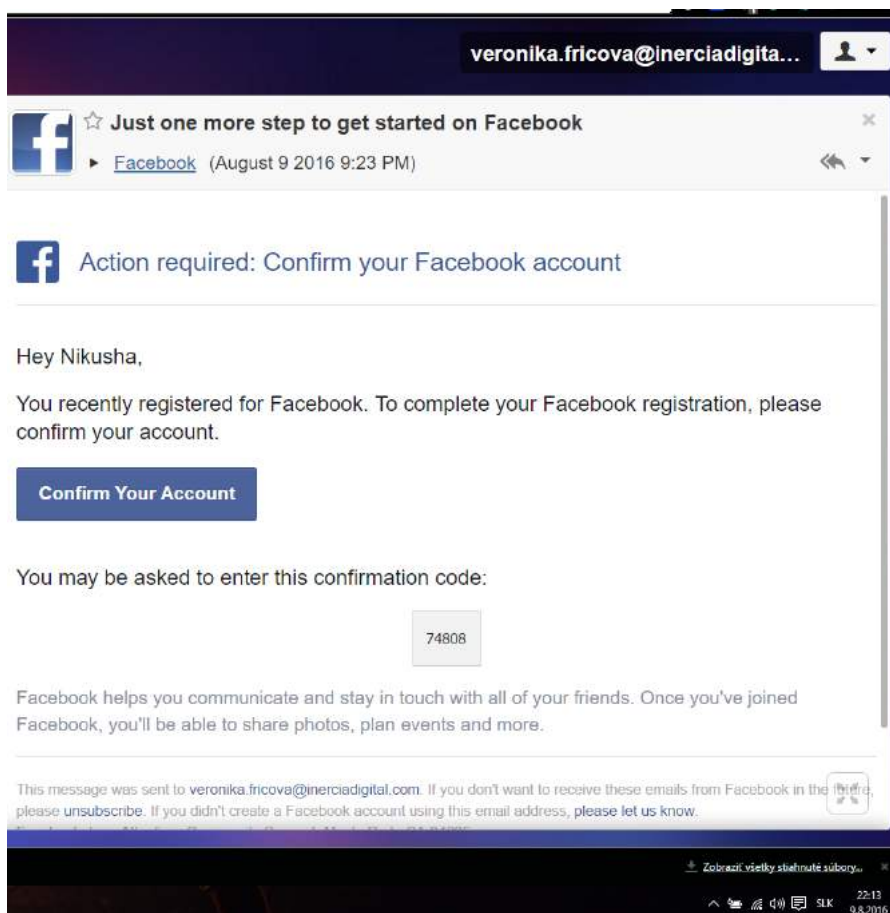 veronika.fricova@inerciadigita...
Just one more step to get started on Facebook
Facebook (August 9 2016 9:23 PM)
Action required: Confirm your Facebook account
Hey Nikusha,
You recently registered for Facebook. To complete your Facebook registration, please
confirm your account.
Confirm Your Account
You may be asked to enter this confirmation code:
74808
Facebook helps you communicate and stay in touch with all of your friends. Once you've joined
Facebook, you'll be able to share photos, plan events and more.
This message was sent to veronika.fricova@inerciadigital.com. If you don't want to receive these emails from Facebook in the future,
please unsubscribe. If you didn't create a Facebook account using this email address, please let us know.
Zobraziť všetky stiahnuté súbory...
SLK
22:13
9.8.2016